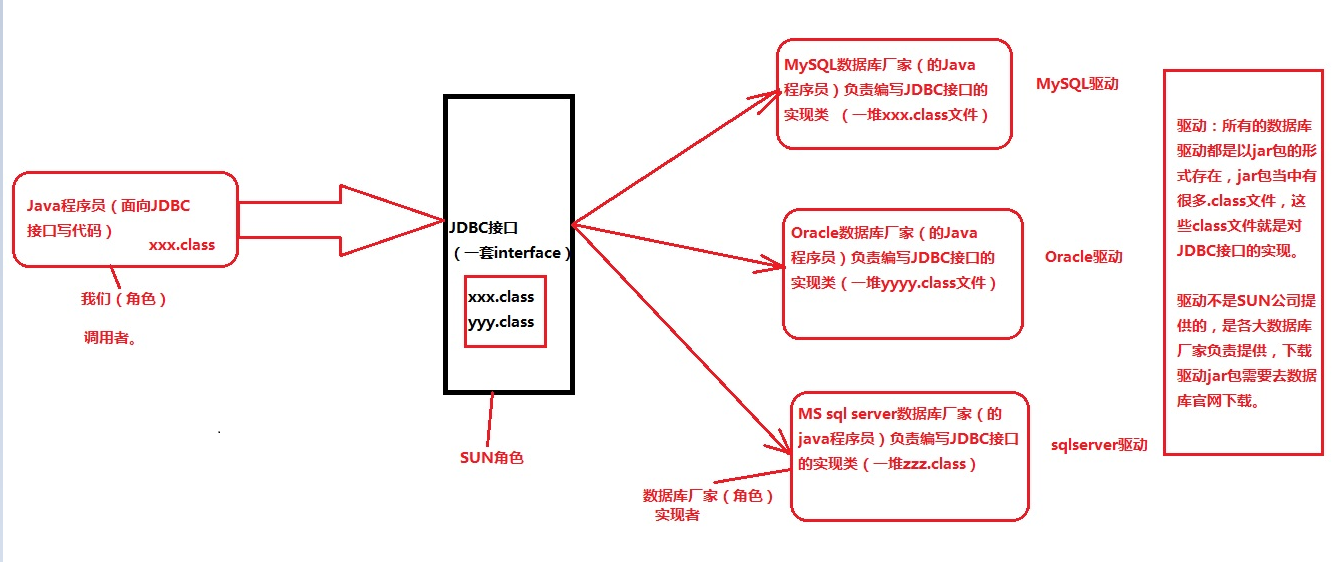 Java程序员（面向JDBC
接口写代码）
xxx.class
我们（角色）
调用者。
JDBC接口
（一套interface）
xxx.class
yyy.class
SUN角色
MySQL数据库厂家（的Java
程序员）负责编写JDBC接口的
实现类 （一堆xxx.class文件）
MySQL驱动
Oracle数据库厂家（的Java
程序员）负责编写JDBC接口的
实现类（一堆yyyy.class文件）
Oracle驱动
MS sql server数据库厂家（的
java程序员）负责编写JDBC接口
的实现类（一堆zzz.class）
sqlserver驱动
数据库厂家（角色）
实现者
驱动：所有的数据库
驱动都是以jar包的形
式存在，jar包当中有
很多.class文件，这
些class文件就是对
JDBC接口的实现。
驱动不是SUN公司提
供的，是各大数据库
厂家负责提供，下载
驱动jar包需要去数据
库官网下载。